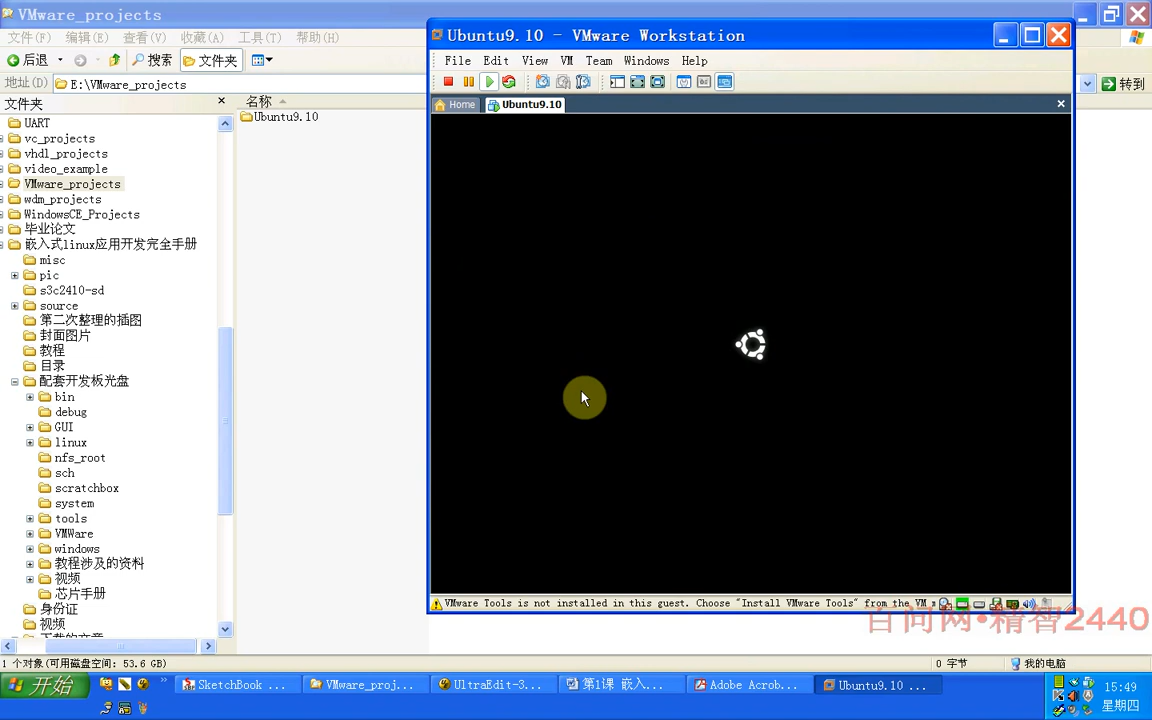 VMware_projects
文件(F) 编辑(E) 查看(V) 收藏(A) 工具(T) 帮助(H)
后退 搜索 文件夹
地址(D) E:\VMware_projects 转到
文件夹
名称
Ubuntu9.10
UART
vc_projects
vhdl_projects
video_example
VMware_projects
wdm_projects
WindowsCE_Projects
毕业论文
嵌入式linux应用开发完全手册
misc
pic
s3c2410-sd
source
第二次整理的插图
封面图片
教程
目录
配套开发板光盘
bin
debug
GUI
linux
nfs_root
sch
scratchbox
system
tools
VMWare
windows
教程涉及的资料
视频
芯片手册
身份证
视频
下载的文章
Ubuntu9.10 - VMware Workstation
File Edit View VM Team Windows Help
Home Ubuntu9.10
VMware Tools is not installed in this guest. Choose "Install VMware Tools" from the VM
百问网·精智2440
1 个对象(可用磁盘空间: 53.6 GB) 0 字节 我的电脑
开始 SketchBook ... VMware_proj... UltraEdit-3... 第1课 嵌入... Adobe Acrob... Ubuntu9.10 ...
15:49
星期四